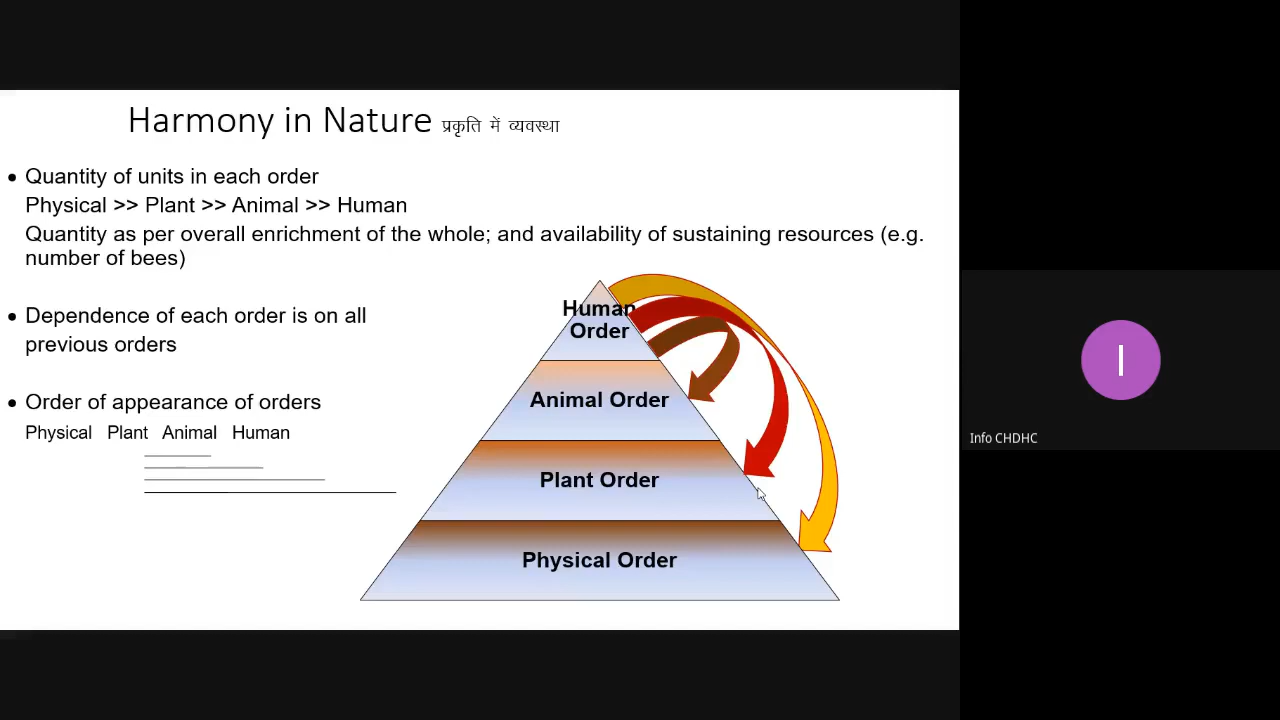 Harmony in Nature प्रकृति में व्यवस्था
• Quantity of units in each order
Physical >> Plant >> Animal >> Human
Quantity as per overall enrichment of the whole; and availability of sustaining resources (e.g.
number of bees)
• Dependence of each order is on all
previous orders
• Order of appearance of orders
Physical Plant Animal Human
Human
Order
Animal Order
Plant Order
Physical Order
I
Info CHDHC